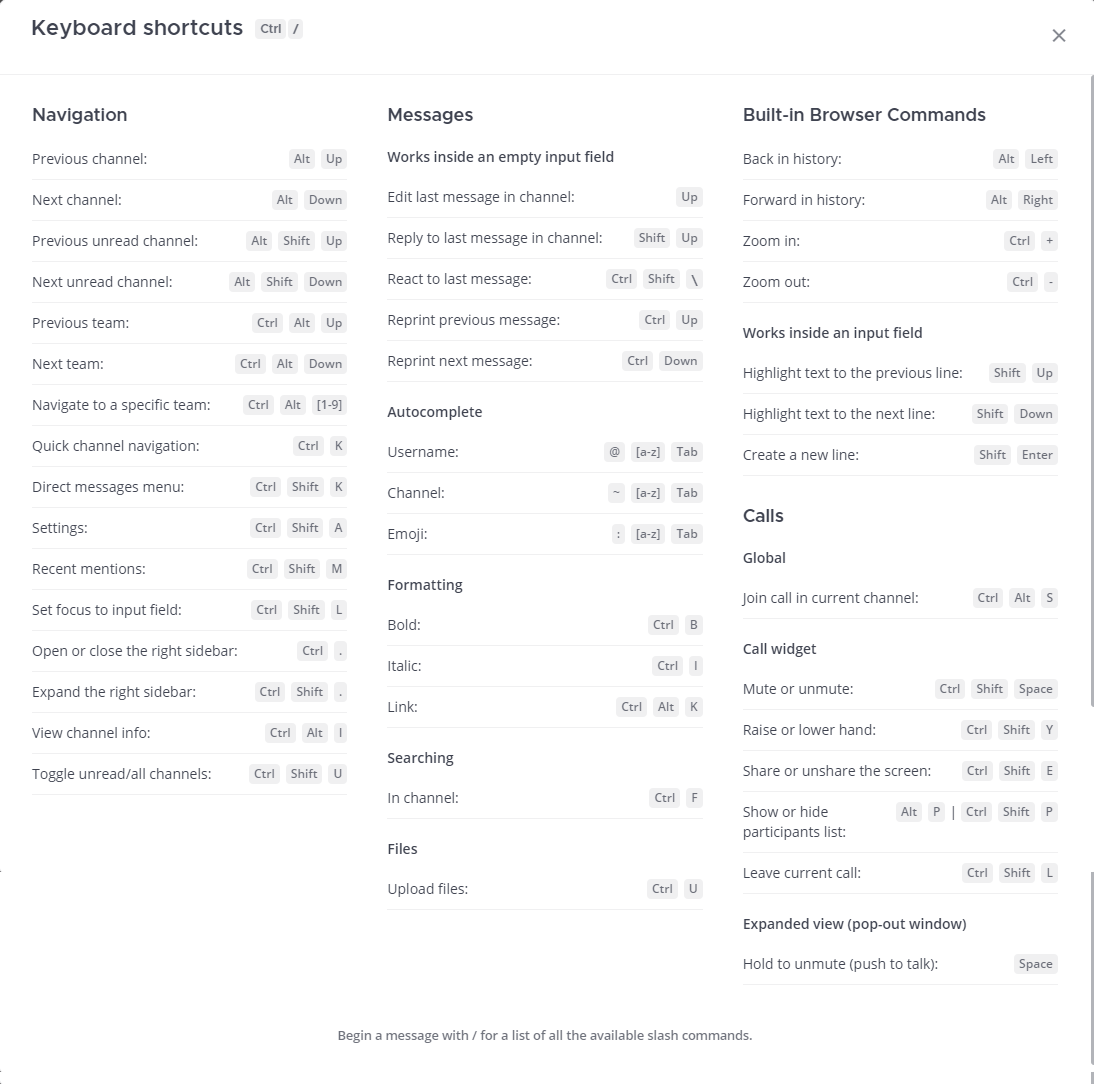 Keyboard shortcuts Ctrl /
Navigation
Previous channel: Alt Up
Next channel: Alt Down
Previous unread channel: Alt Shift Up
Next unread channel: Alt Shift Down
Previous team: Ctrl Alt Up
Next team: Ctrl Alt Down
Navigate to a specific team: Ctrl Alt [1-9]
Quick channel navigation: Ctrl K
Direct messages menu: Ctrl Shift K
Settings: Ctrl Shift A
Recent mentions: Ctrl Shift M
Set focus to input field: Ctrl Shift L
Open or close the right sidebar: Ctrl .
Expand the right sidebar: Ctrl Shift .
View channel info: Ctrl Alt I
Toggle unread/all channels: Ctrl Shift U
Messages
Works inside an empty input field
Edit last message in channel: Up
Reply to last message in channel: Shift Up
React to last message: Ctrl Shift \
Reprint previous message: Ctrl Up
Reprint next message: Ctrl Down
Autocomplete
Username: @ [a-z] Tab
Channel: ~ [a-z] Tab
Emoji: : [a-z] Tab
Formatting
Bold: Ctrl B
Italic: Ctrl I
Link: Ctrl Alt K
Searching
In channel: Ctrl F
Files
Upload files: Ctrl U
Built-in Browser Commands
Back in history: Alt Left
Forward in history: Alt Right
Zoom in: Ctrl +
Zoom out: Ctrl -
Works inside an input field
Highlight text to the previous line: Shift Up
Highlight text to the next line: Shift Down
Create a new line: Shift Enter
Calls
Global
Join call in current channel: Ctrl Alt S
Call widget
Mute or unmute: Ctrl Shift Space
Raise or lower hand: Ctrl Shift Y
Share or unshare the screen: Ctrl Shift E
Show or hide Alt P | Ctrl Shift P
participants list:
Leave current call: Ctrl Shift L
Expanded view (pop-out window)
Hold to unmute (push to talk): Space
Begin a message with / for a list of all the available slash commands.